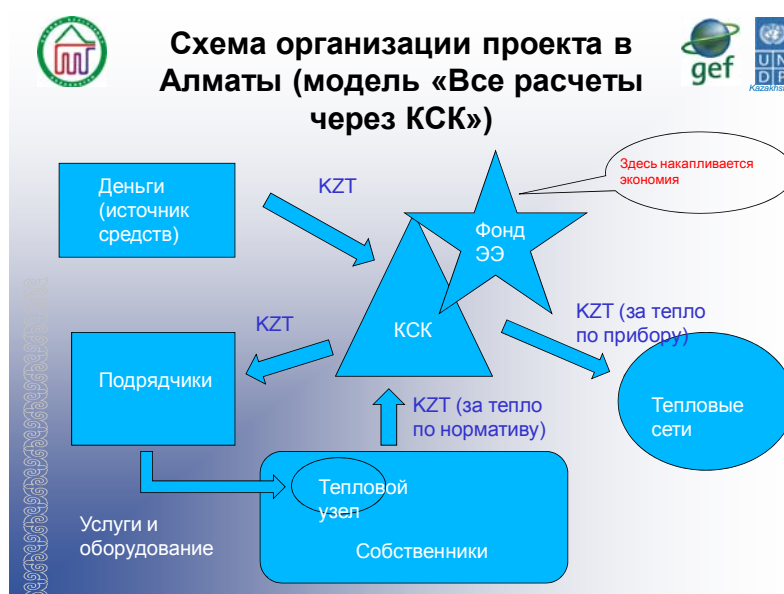 Схема организации проекта в
Алматы (модель «Все расчеты
через КСК»)
gef
U N
D P
Kazakhs
Здесь накапливается
экономия
Деньги
(источник
средств)
KZT
Фонд
ЭЭ
KZT
КСК
KZT (за тепло
по прибору)
Подрядчики
KZT (за тепло
по нормативу)
Тепловые
сети
Тепловой
узел
Услуги и
оборудование
Собственники